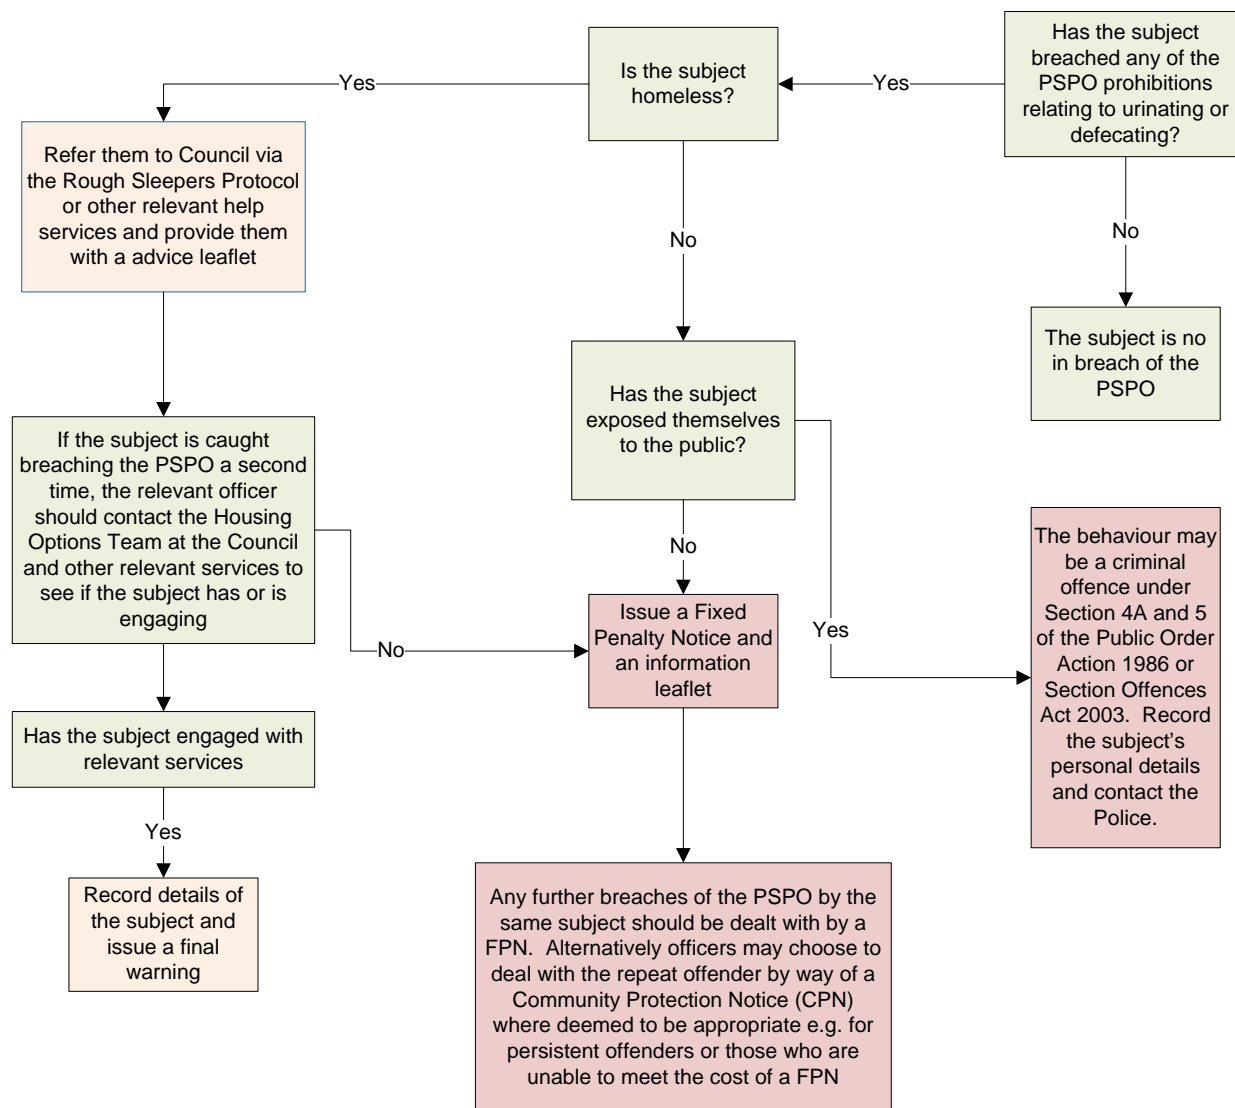 Has the subject
breached any of the
PSPO prohibitions
relating to urinating or
defecating?
Yes
Is the subject
homeless?
Yes
Refer them to Council via
the Rough Sleepers Protocol
or other relevant help
services and provide them
with a advice leaflet
No
No
The subject is no
in breach of the
PSPO
Has the subject
exposed themselves
to the public?
If the subject is caught
breaching the PSPO a second
time, the relevant officer
should contact the Housing
Options Team at the Council
and other relevant services to
see if the subject has or is
engaging
No
Yes
No
Issue a Fixed
Penalty Notice and
an information
leaflet
The behaviour may
be a criminal
offence under
Section 4A and 5
of the Public Order
Action 1986 or
Section Offences
Act 2003.  Record
the subject's
personal details
and contact the
Police.
Has the subject engaged with
relevant services
Yes
Record details of
the subject and
issue a final
warning
Any further breaches of the PSPO by the
same subject should be dealt with by a
FPN.  Alternatively officers may choose to
deal with the repeat offender by way of a
Community Protection Notice (CPN)
where deemed to be appropriate e.g. for
persistent offenders or those who are
unable to meet the cost of a FPN